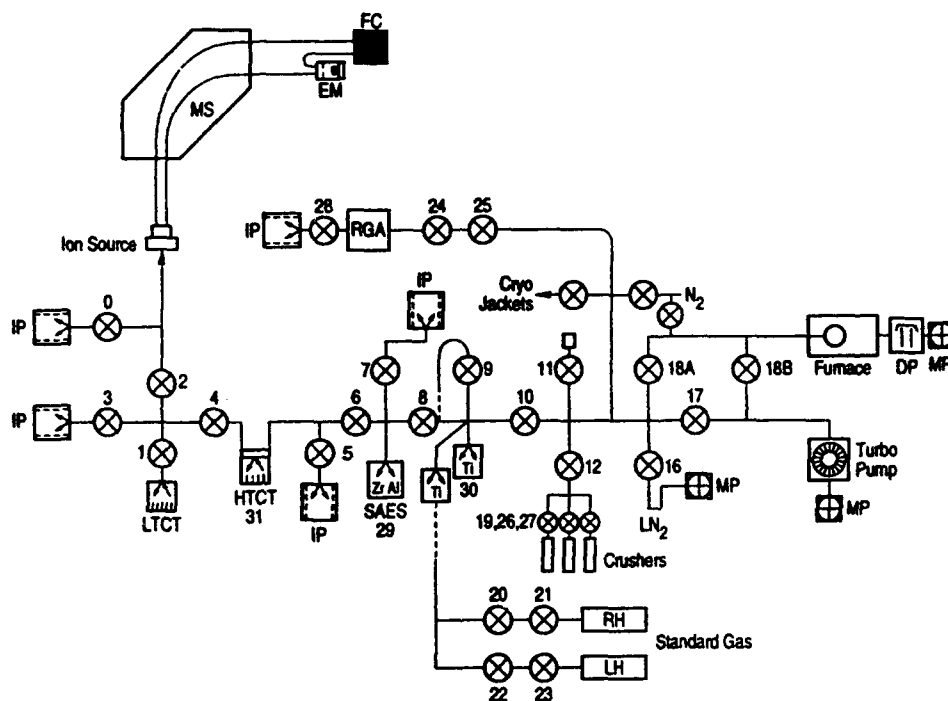 FC
EM
MS
Ion Source
IP
28
RGA
24
25
IP
0
IP
2
Cryo
Jackets
N2
7
9
11
18A
18B
Furnace
DP
MP
IP
3
4
6
8
10
17
1
5
12
16
LTCT
HTCT
31
IP
Zr Al
SAES
29
Ti
Ti
30
MP
LN2
Turbo
Pump
MP
19,26,27
Crushers
20
21
RH
Standard Gas
LH
22
23